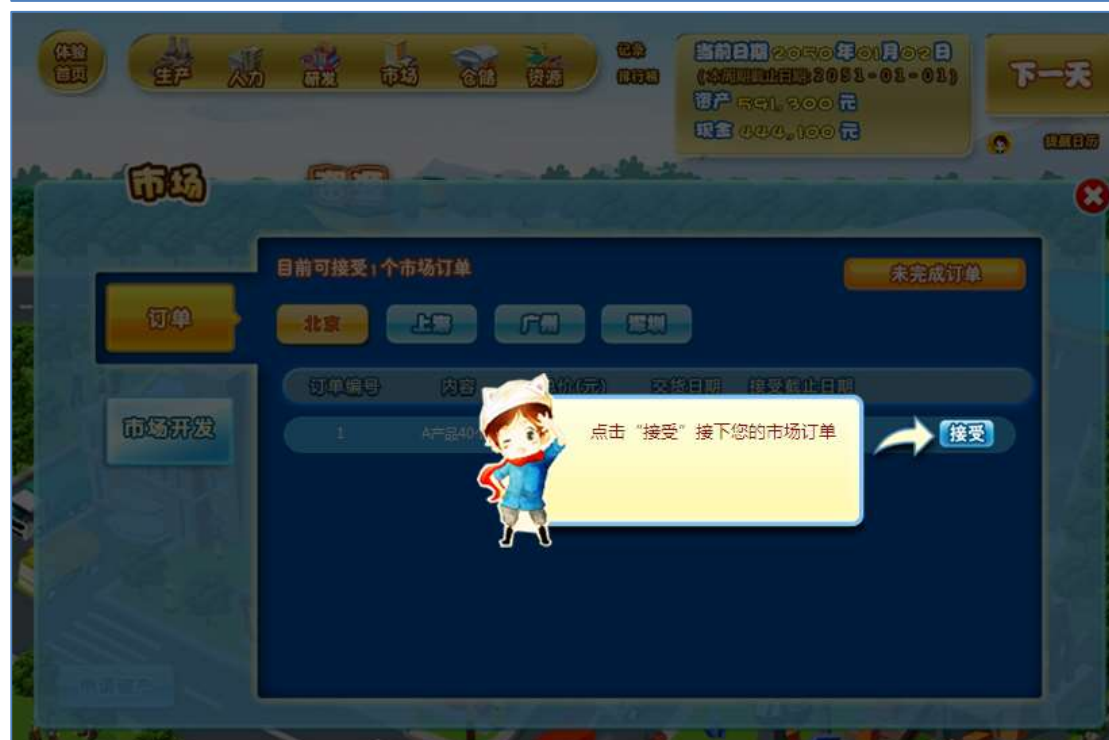 体验
首页
生产
人力
研发
市场
仓储
资源
记录
排行榜
当前日期 2050年01月02日
(本周期截止日期:2051-01-01)
资产 591,300 元
现金 444,100 元
下一天
提醒日历
市场
目前可接受1个市场订单
未完成订单
订单
北京
上海
广州
深圳
订单编号
内容
价(元)
交货日期
接受截止日期
市场开发
1
A产品40
点击“接受”接下您的市场订单
接受
申请破产